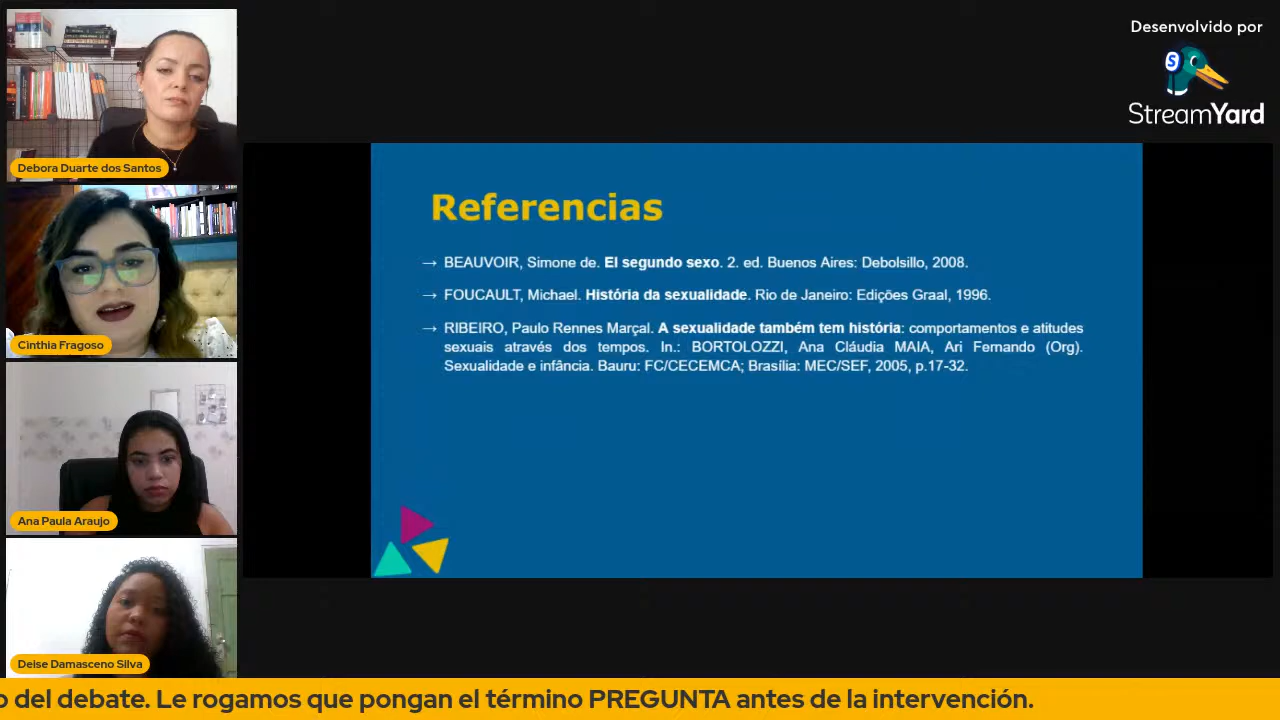 Desenvolvido por
StreamYard
Debora Duarte dos Santos
Cinthia Fragoso
Ana Paula Araujo
Deise Damasceno Silva
Referencias
→ BEAUVOIR, Simone de. El segundo sexo. 2. ed. Buenos Aires: Debolsillo, 2008.
→ FOUCAULT, Michael. História da sexualidade. Rio de Janeiro: Edições Graal, 1996.
→ RIBEIRO, Paulo Rennes Marçal. A sexualidade também tem história: comportamentos e atitudes
sexuais através dos tempos. In.: BORTOLOZZI, Ana Cláudia MAIA, Ari Fernando (Org).
Sexualidade e infância. Bauru: FC/CECEMCA; Brasília: MEC/SEF, 2005, p.17-32.
o del debate. Le rogamos que pongan el término PREGUNTA antes de la intervención.